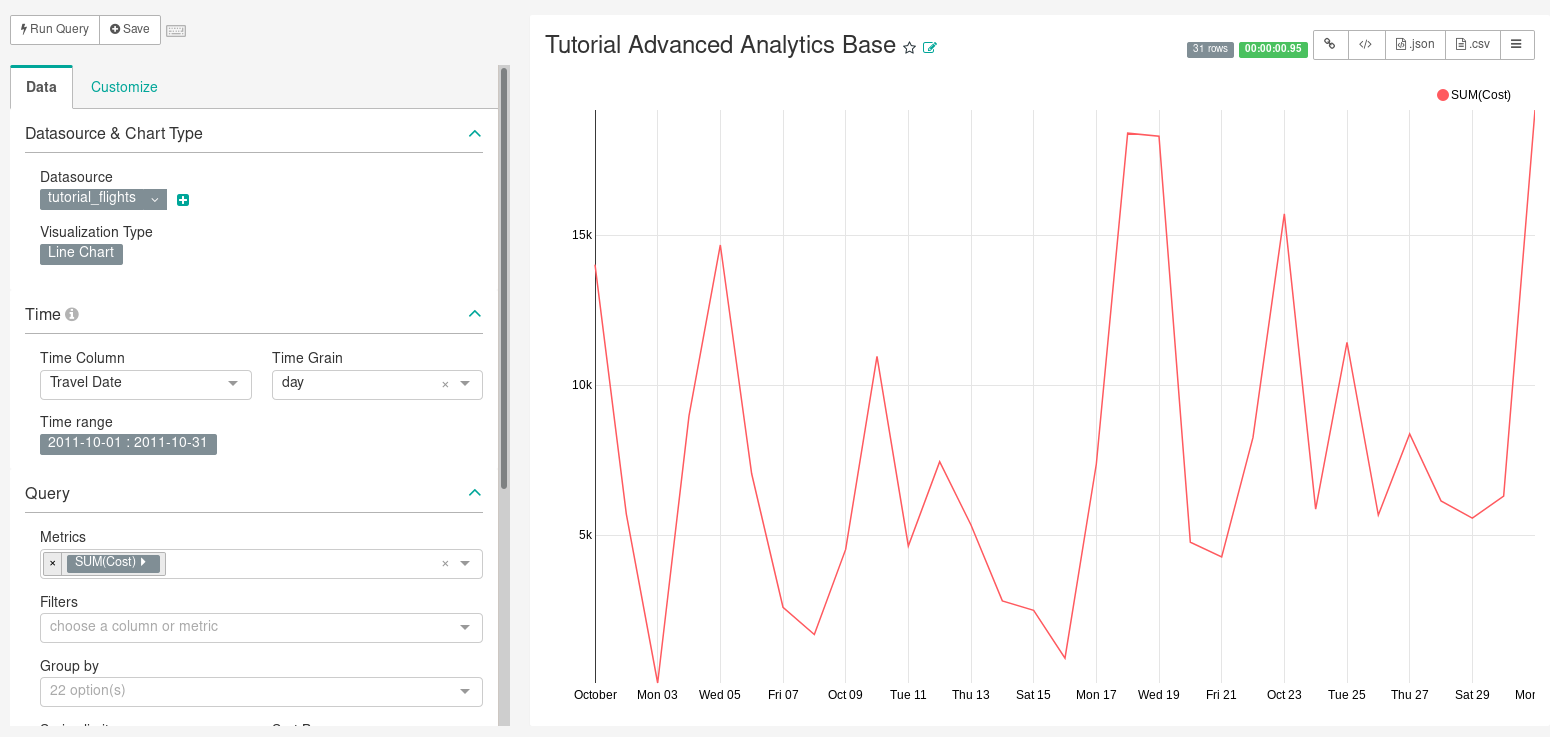 Run Query Save
Data Customize
Datasource & Chart Type
Datasource
tutorial_flights
Visualization Type
Line Chart
Time
Time Column Time Grain
Travel Date day ×
Time range
2011-10-01 : 2011-10-31
Query
Metrics
× SUM(Cost) ×
Filters
choose a column or metric
Group by
22 option(s)
Tutorial Advanced Analytics Base
31 rows 00:00:00.95 .json .csv
SUM(Cost)
15k
10k
5k
October Mon 03 Wed 05 Fri 07 Oct 09 Tue 11 Thu 13 Sat 15 Mon 17 Wed 19 Fri 21 Oct 23 Tue 25 Thu 27 Sat 29 Mon